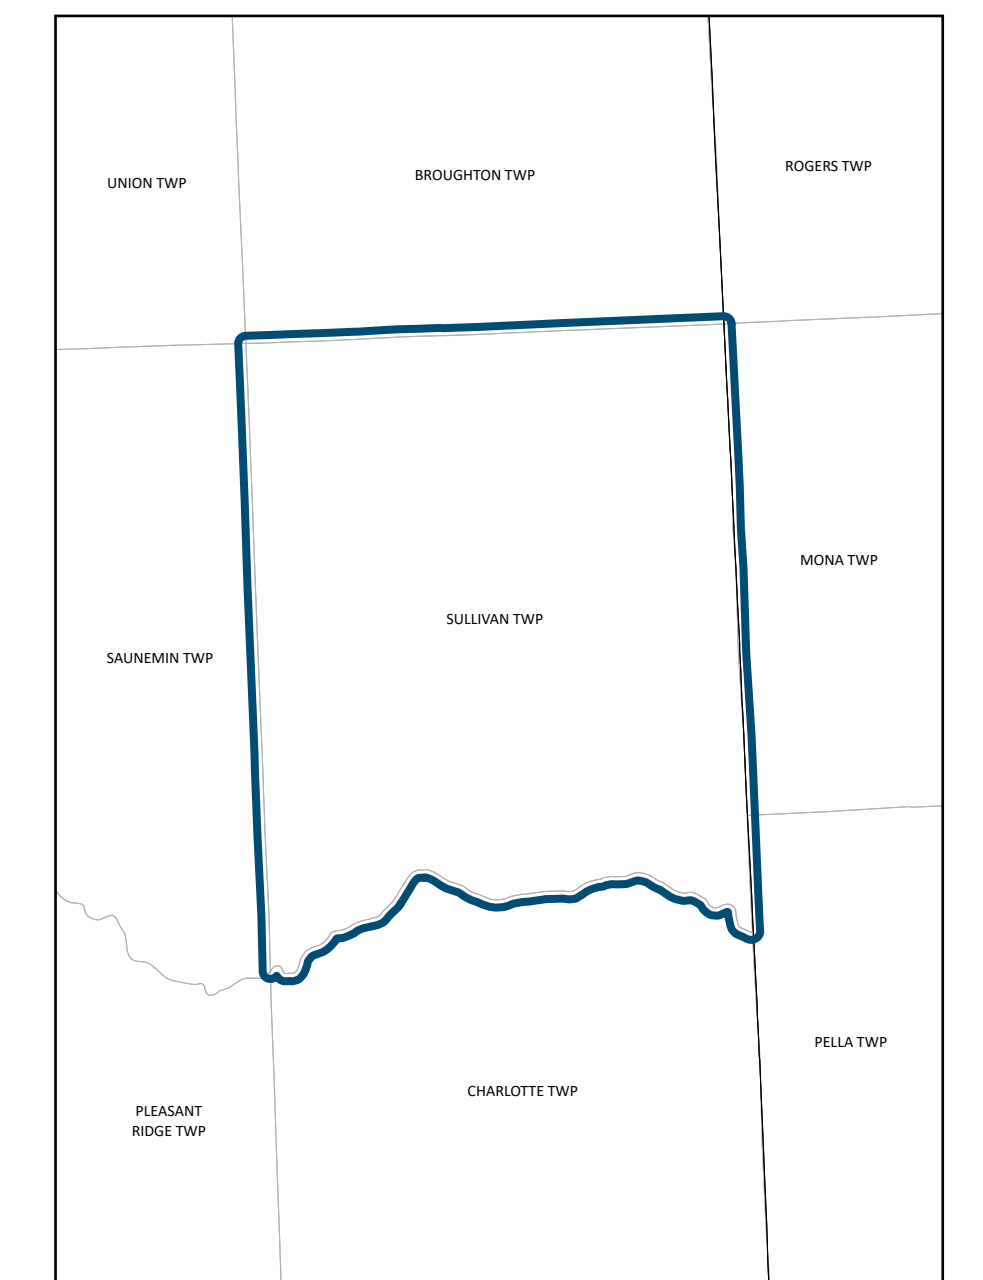 UNION TWP
BROUGHTON TWP
ROGERS TWP
MONA TWP
SULLIVAN TWP
SAUNEMIN TWP
PELLA TWP
CHARLOTTE TWP
PLEASANT
RIDGE TWP